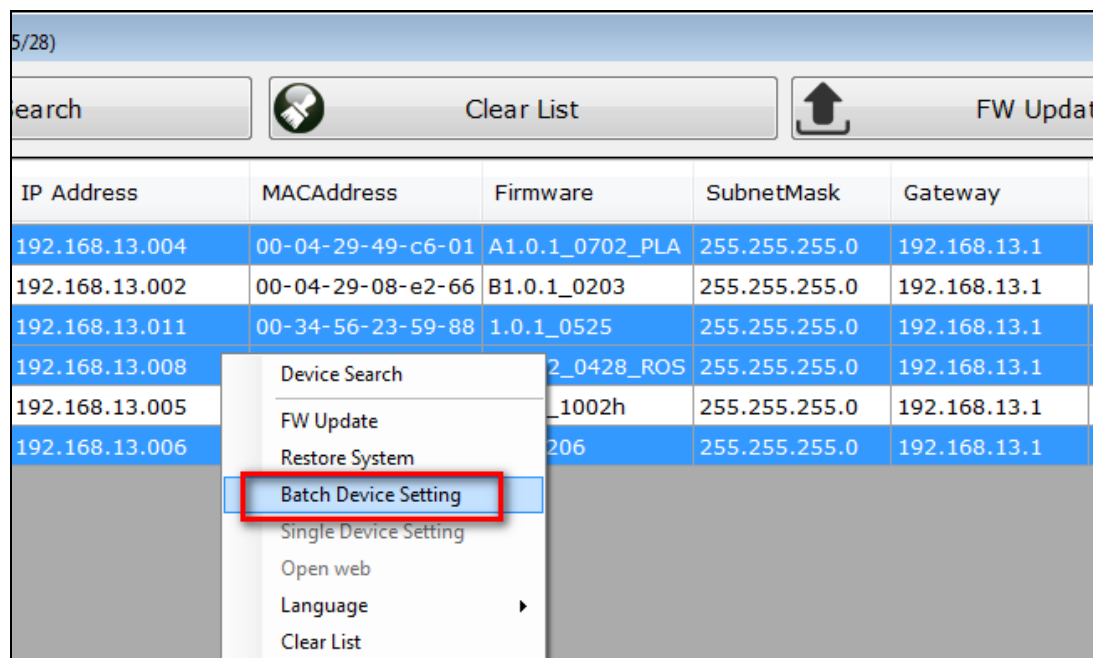 5/28)
earch Clear List FW Updat
IP Address MACAddress Firmware SubnetMask Gateway
192.168.13.004 00-04-29-49-c6-01 A1.0.1_0702_PLA 255.255.255.0 192.168.13.1
192.168.13.002 00-04-29-08-e2-66 B1.0.1_0203 255.255.255.0 192.168.13.1
192.168.13.011 00-34-56-23-59-88 1.0.1_0525 255.255.255.0 192.168.13.1
192.168.13.008 2_0428_ROS 255.255.255.0 192.168.13.1
192.168.13.005 _1002h 255.255.255.0 192.168.13.1
192.168.13.006 206 255.255.255.0 192.168.13.1
Device Search
FW Update
Restore System
Batch Device Setting
Single Device Setting
Open web
Language
Clear List